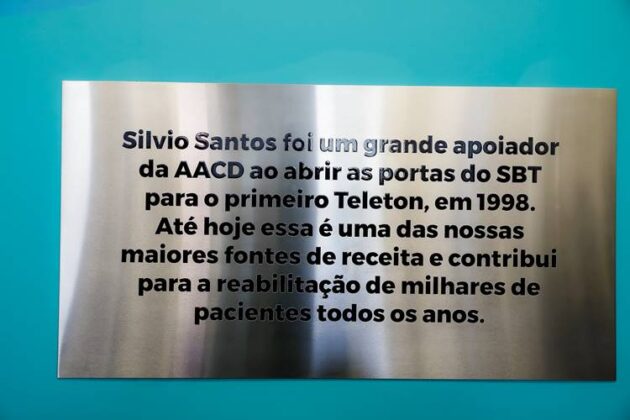 Silvio Santos foi um grande apoiador
da AACD ao abrir as portas do SBT
para o primeiro Teleton, em 1998.
Até hoje essa é uma das nossas
maiores fontes de receita e contribui
para a reabilitação de milhares de
pacientes todos os anos.